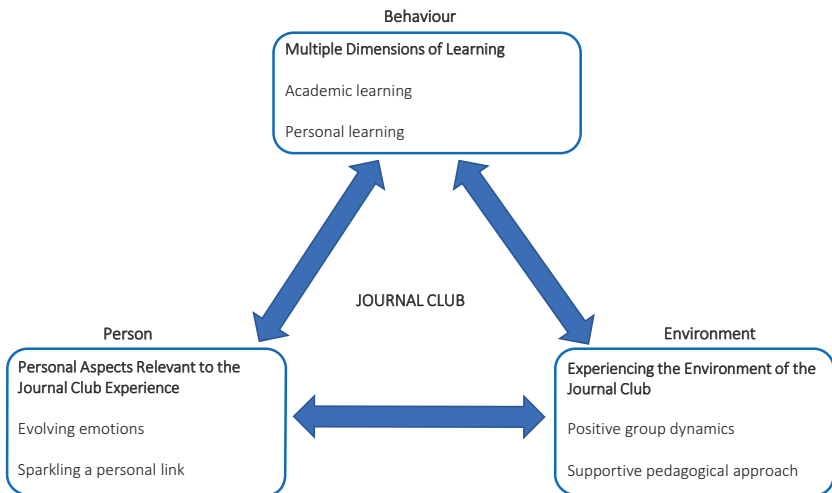 Behaviour
Multiple Dimensions of Learning
Academic learning
Personal learning
JOURNAL CLUB
Person
Personal Aspects Relevant to the
Journal Club Experience
Evolving emotions
Sparkling a personal link
Environment
Experiencing the Environment of the
Journal Club
Positive group dynamics
Supportive pedagogical approach